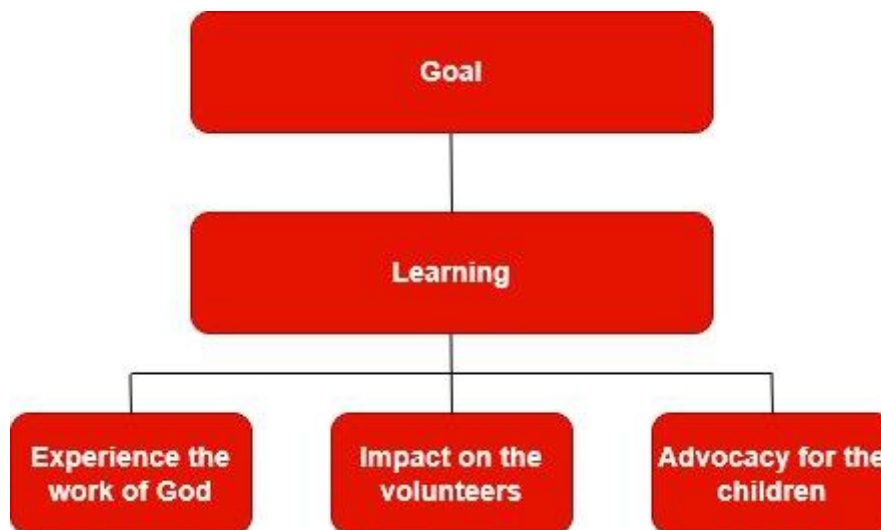 Goal
Learning
Experience the
work of God
Impact on the
volunteers
Advocacy for the
children